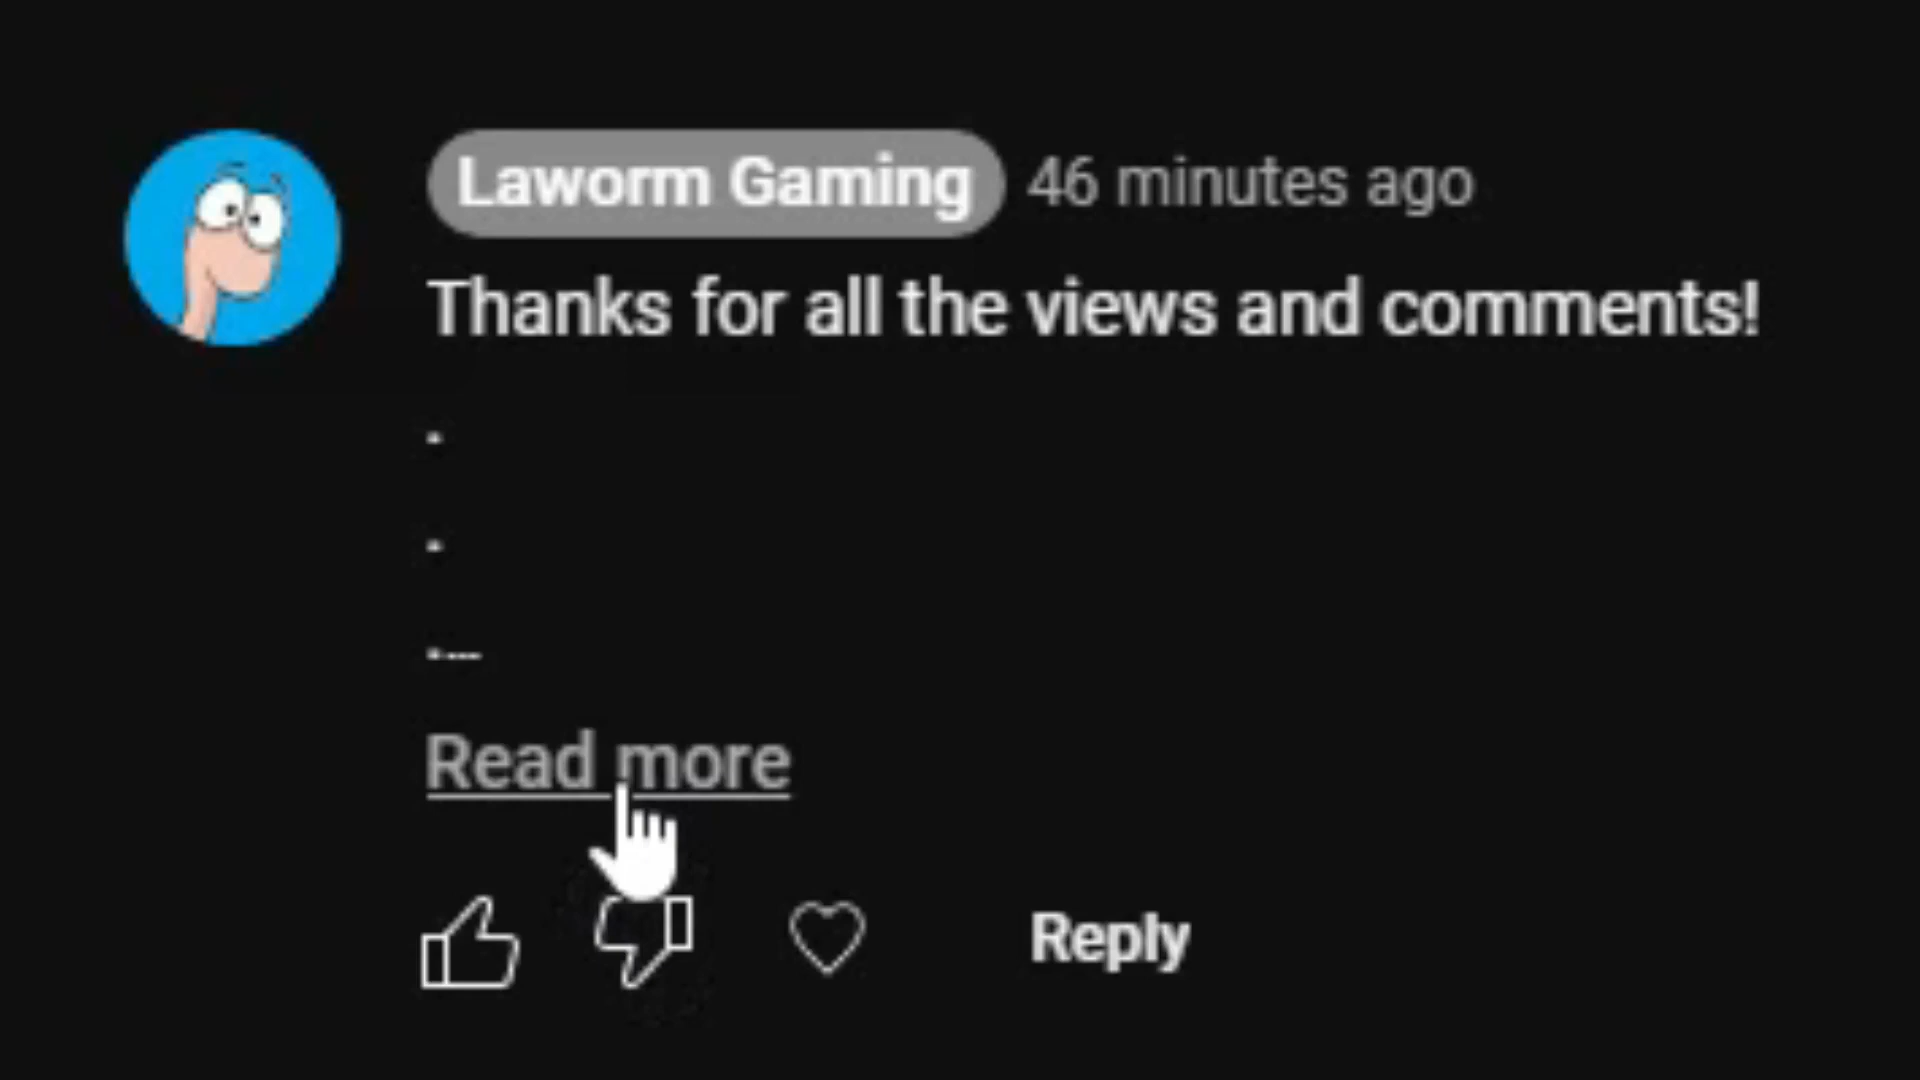 Laworm Gaming 46 minutes ago
Thanks for all the views and comments!
.
.
.---
Read more
Reply